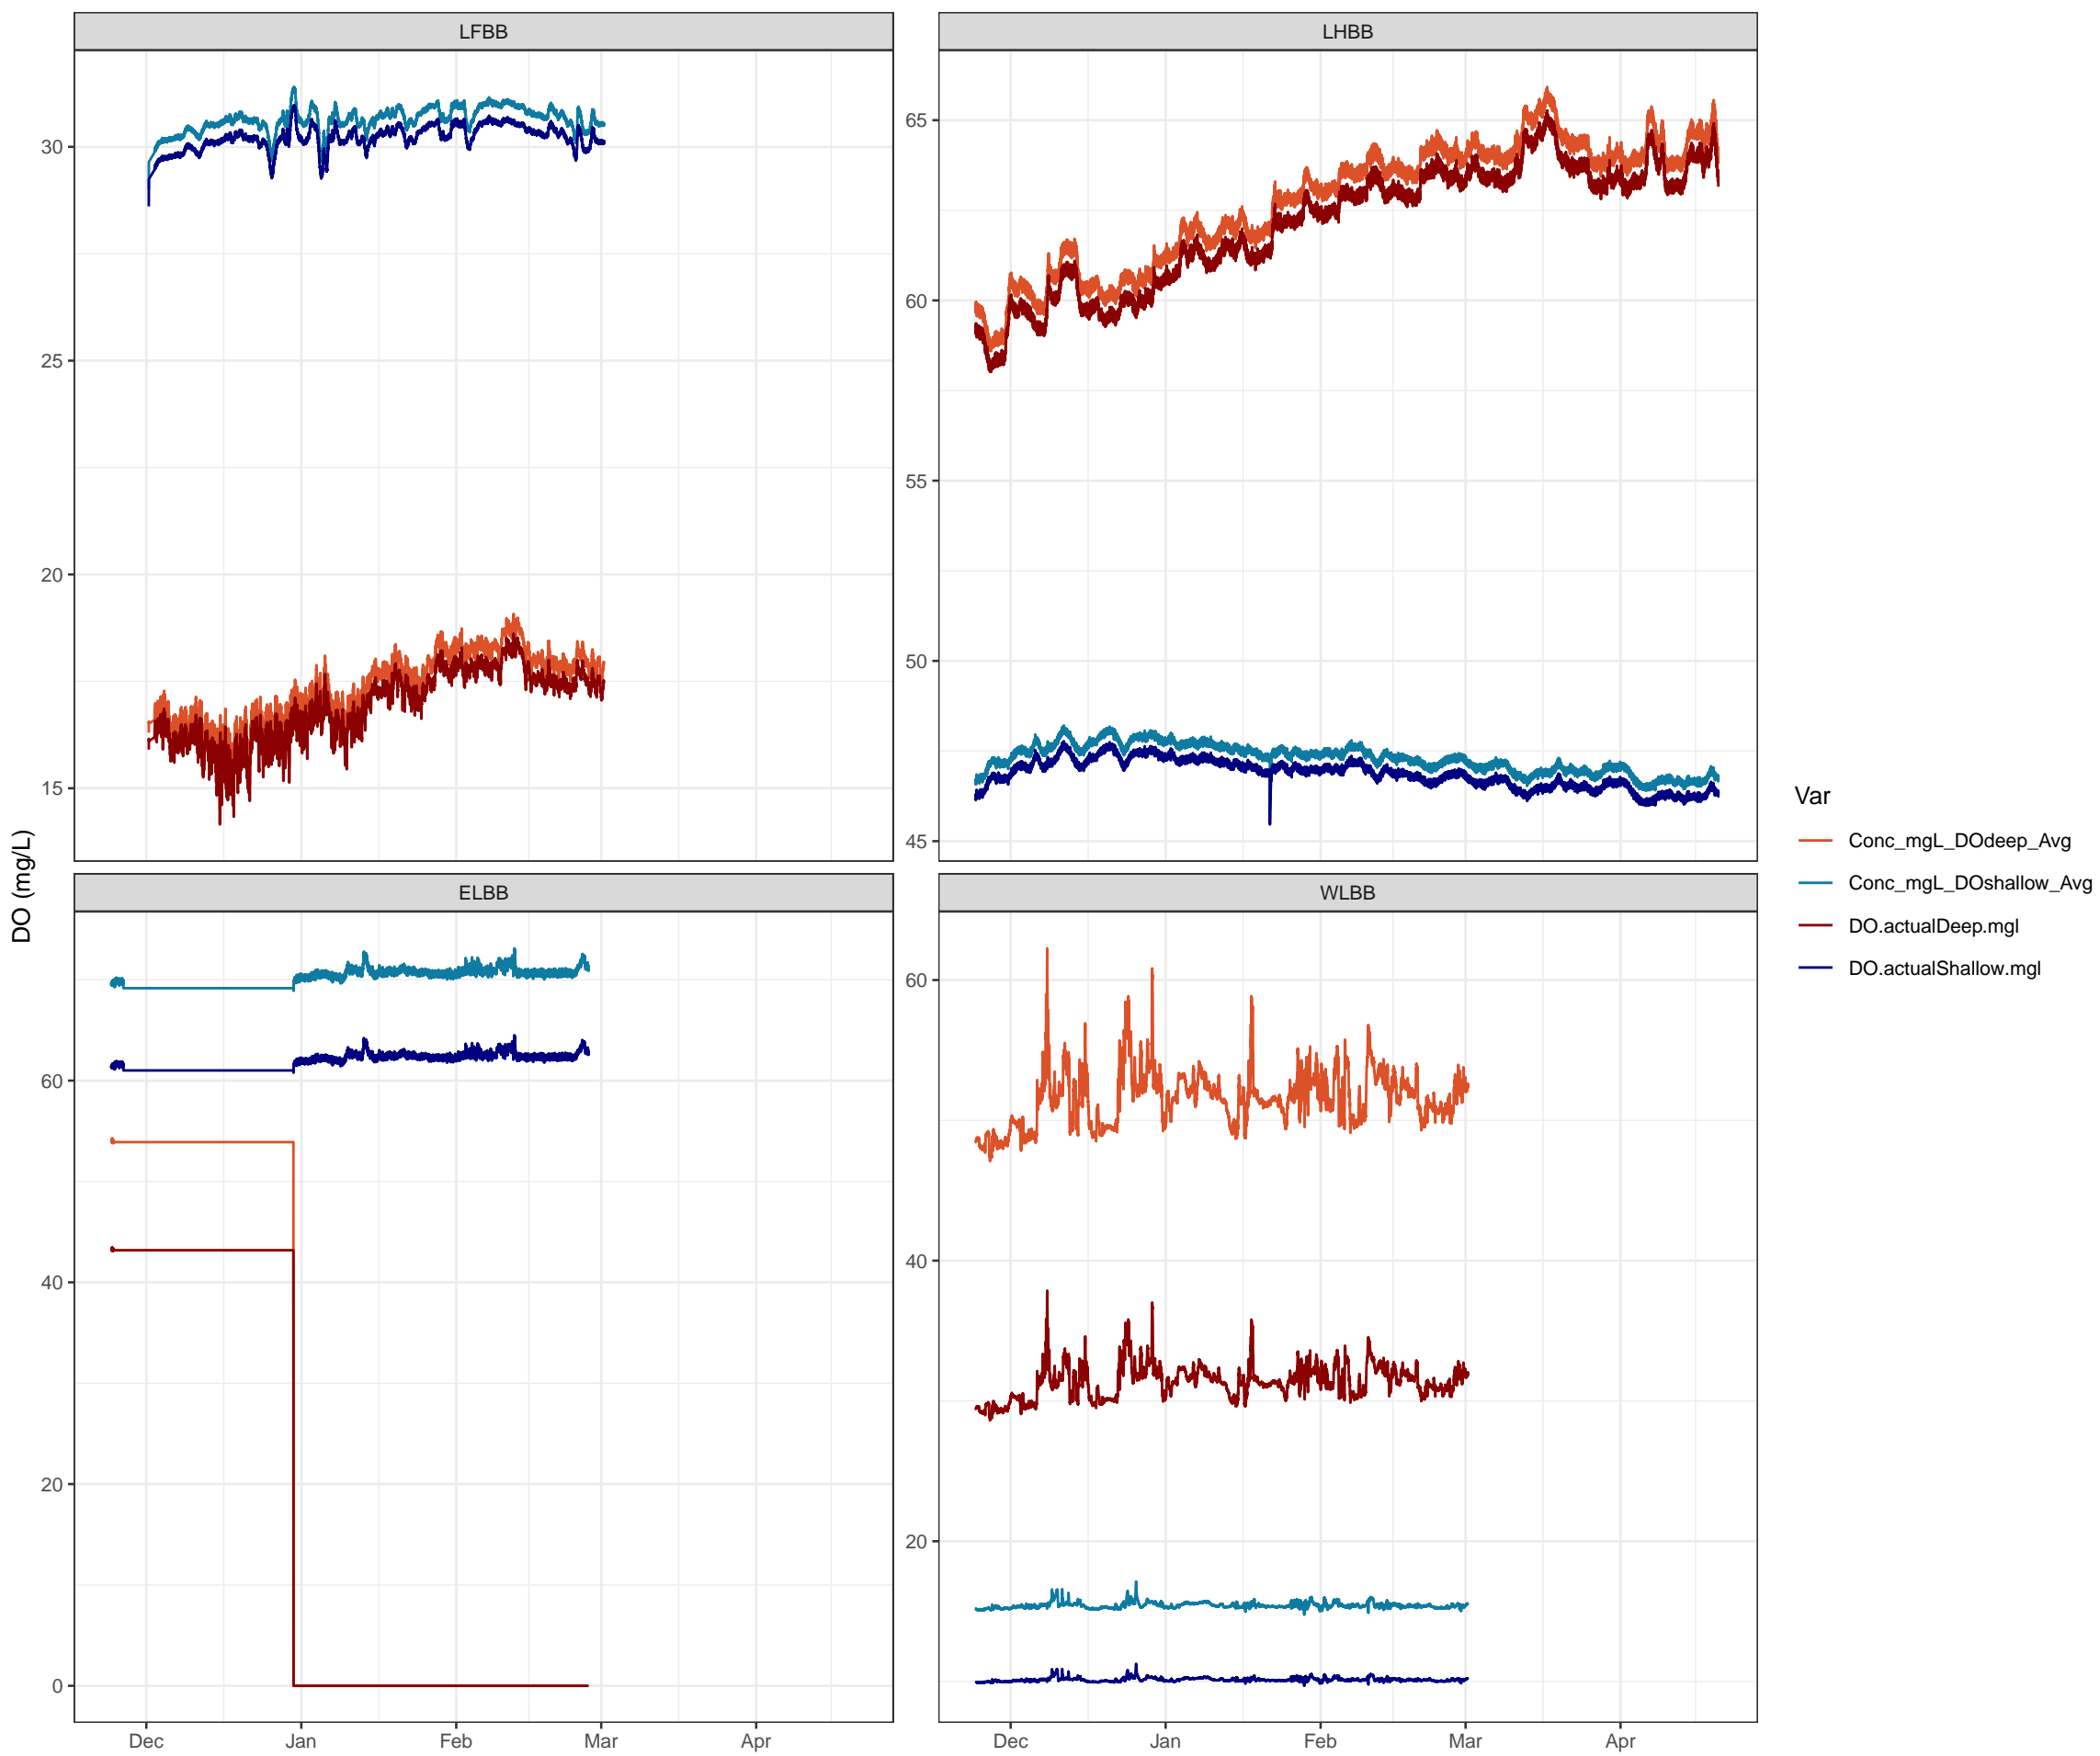 LFBB
LHBB
30
25
20
15
65
60
55
50
45
DO (mg/L)
ELBB
WLBB
60
40
20
0
60
40
20
Dec Jan Feb Mar Apr
Dec Jan Feb Mar Apr
Var
Conc_mgL_DOdeep_Avg
Conc_mgL_DOshallow_Avg
DO.actualDeep.mgl
DO.actualShallow.mgl